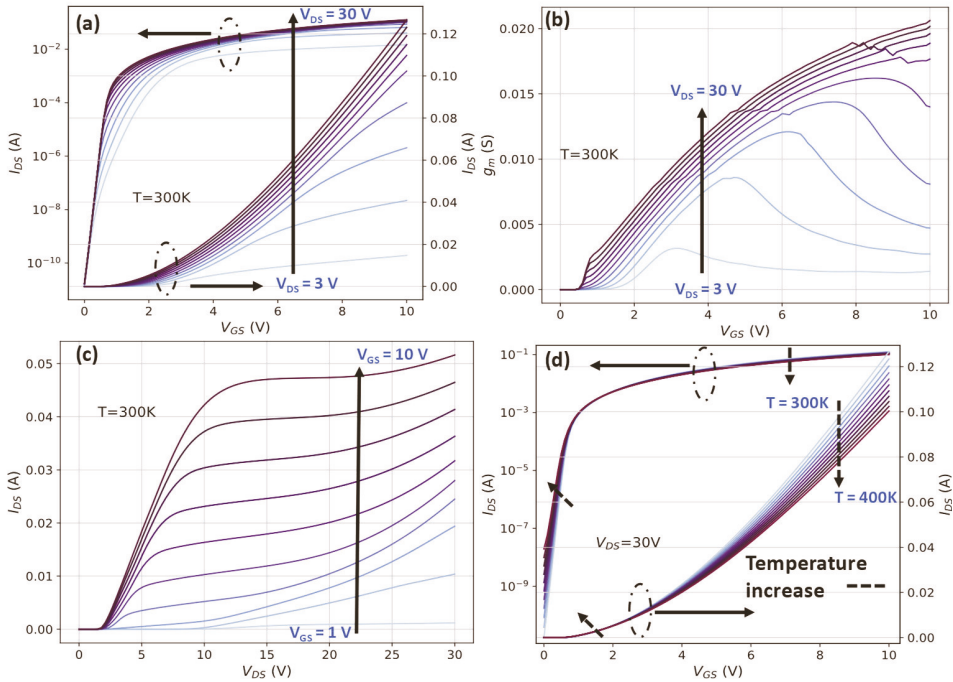 (a)
V_DS = 30 V
T=300K
V_DS = 3 V
10⁻²
10⁻⁴
10⁻⁶
10⁻⁸
10⁻¹⁰
I_DS (A)
0.12
0.10
0.08
0.06
0.04
0.02
0.00
I_DS (A)
0 2 4 6 8 10
V_GS (V)
(b)
V_DS = 30 V
T=300K
V_DS = 3 V
0.020
0.015
0.010
0.005
0.000
g_m (S)
0 2 4 6 8 10
V_GS (V)
(c)
V_GS = 10 V
T=300K
V_GS = 1 V
0.05
0.04
0.03
0.02
0.01
0.00
I_DS (A)
0 5 10 15 20 25 30
V_DS (V)
(d)
T = 300K
T = 400K
V_DS=30V
Temperature
increase
10⁻¹
10⁻³
10⁻⁵
10⁻⁷
10⁻⁹
I_DS (A)
0.12
0.10
0.08
0.06
0.04
0.02
0.00
I_DS (A)
0 2 4 6 8 10
V_GS (V)